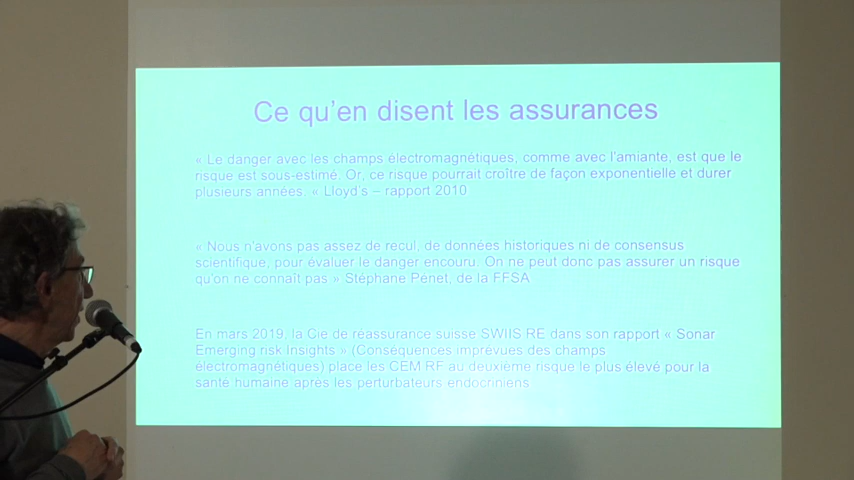 Ce qu'en disent les assurances
« Le danger avec les champs électromagnétiques, comme avec l'amiante, est que le
risque est sous-estimé. Or, ce risque pourrait croître de façon exponentielle et durer
plusieurs années. « Lloyd's – rapport 2010
« Nous n'avons pas assez de recul, de données historiques ni de consensus
scientifique, pour évaluer le danger encouru. On ne peut donc pas assurer un risque
qu'on ne connaît pas » Stéphane Pénet, de la FFSA
En mars 2019, la Cie de réassurance suisse SWIIS RE dans son rapport « Sonar
Emerging risk Insights » (Conséquences imprévues des champs
électromagnétiques) place les CEM RF au deuxième risque le plus élevé pour la
santé humaine après les perturbateurs endocriniens